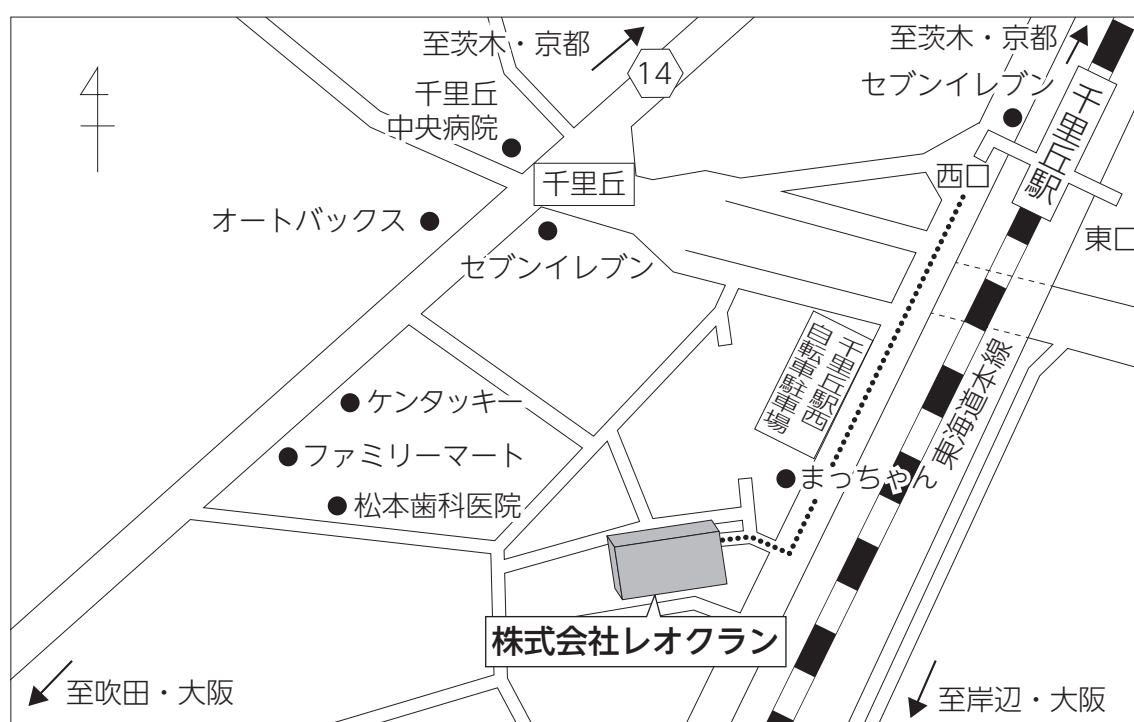 至茨木・京都
14
至茨木・京都
セブンイレブン
千里丘駅
千里丘
中央病院
千里丘
西口
東口
オートバックス
セブンイレブン
千里丘駅西
自転車駐車場
東海道本線
ケンタッキー
ファミリーマート
まっちゃん
松本歯科医院
株式会社レオクラン
至吹田・大阪
至岸辺・大阪